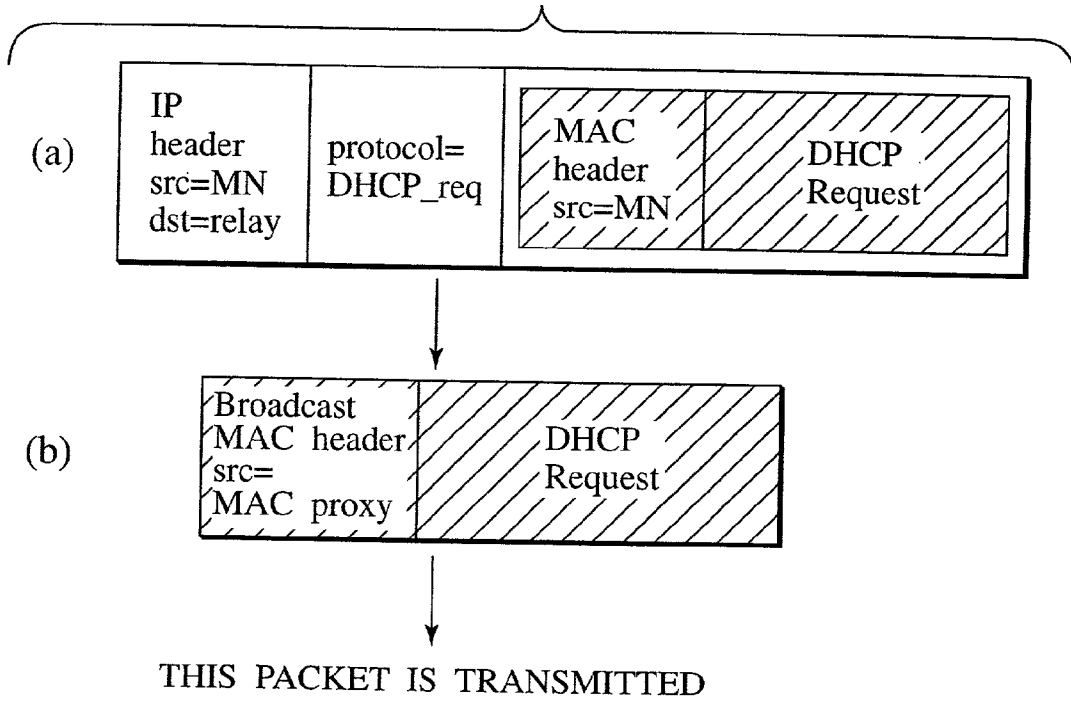 (a)
IP
header
src=MN
dst=relay
protocol=
DHCP_req
MAC
header
src=MN
DHCP
Request
(b)
Broadcast
MAC header
src=
MAC proxy
DHCP
Request
THIS PACKET IS TRANSMITTED